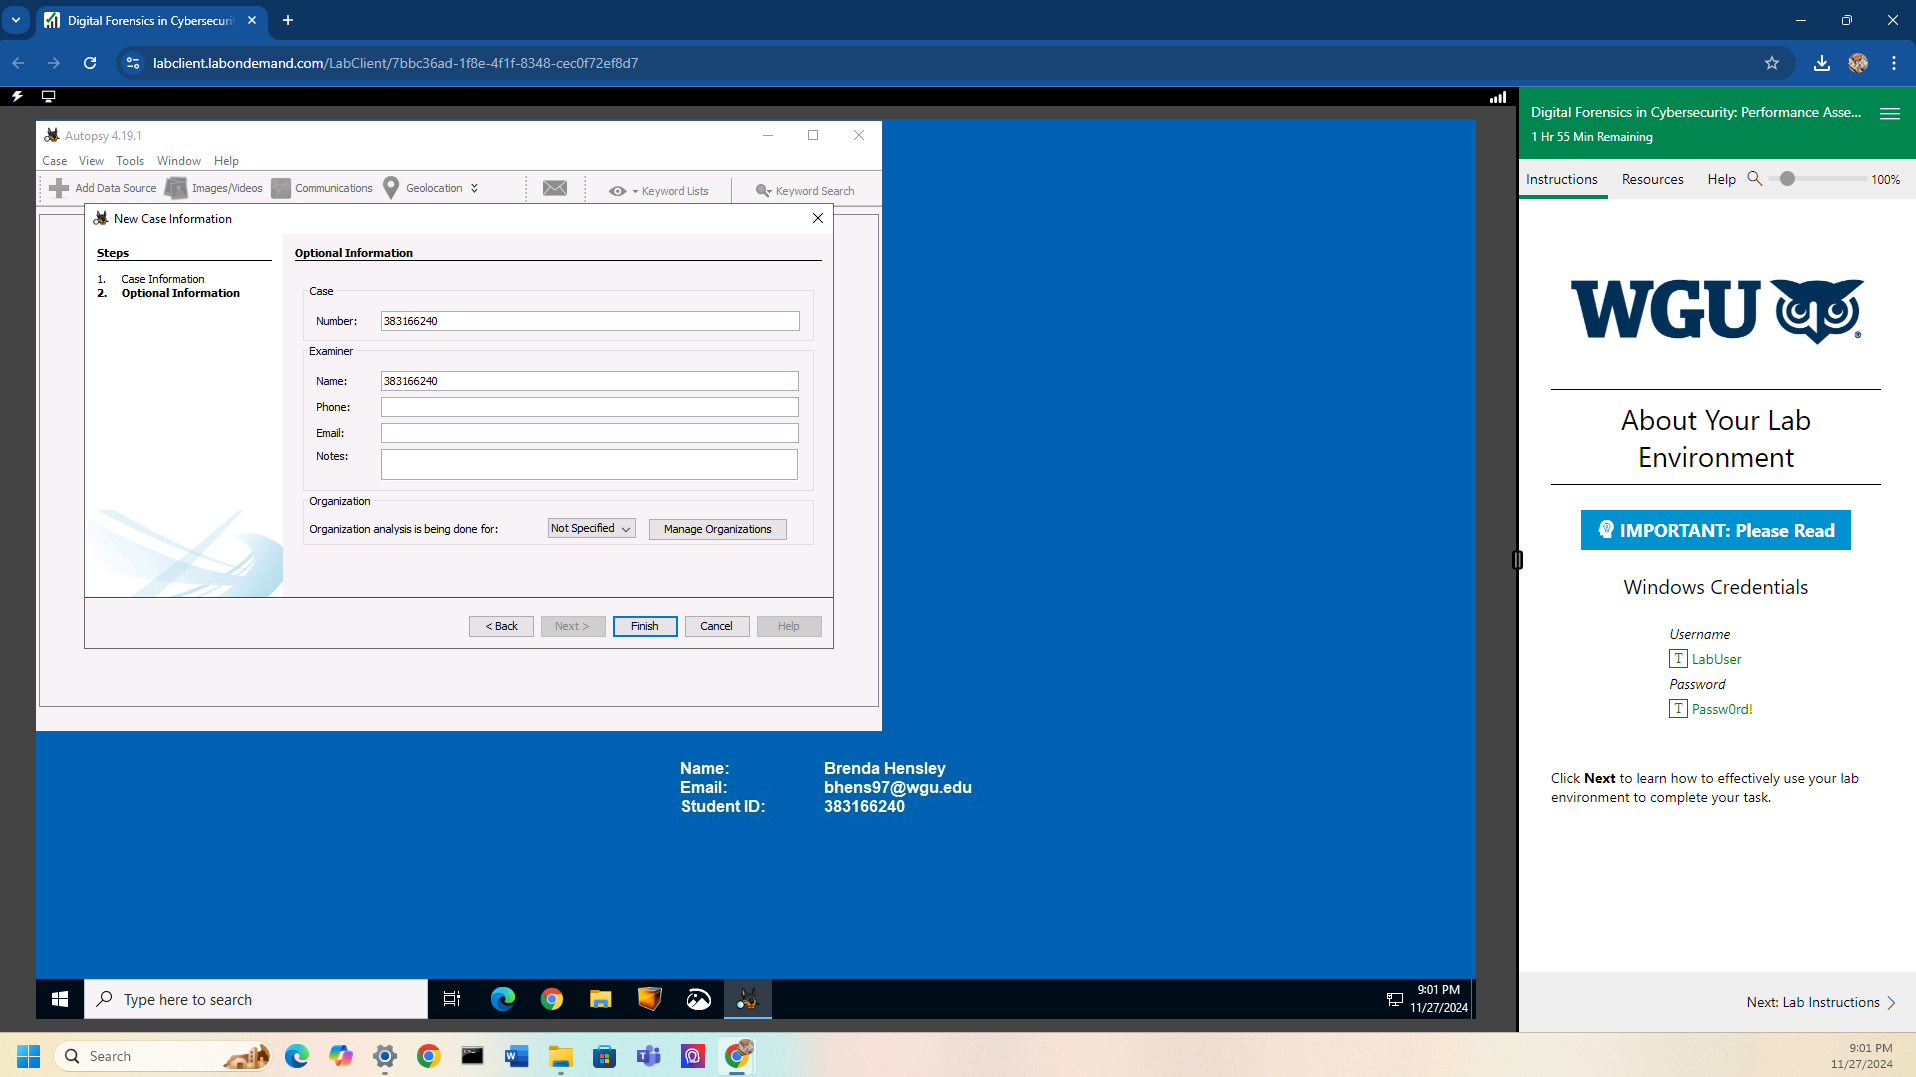 Digital Forensics in Cybersecurit
labclient.labondemand.com/LabClient/7bbc36ad-1f8e-4f1f-8348-cec0f72ef8d7
Autopsy 4.19.1
Case View Tools Window Help
Add Data Source Images/Videos Communications Geolocation Keyword Lists Keyword Search
New Case Information
Steps
1. Case Information
2. Optional Information
Optional Information
Case
Number: 383166240
Examiner
Name: 383166240
Phone:
Email:
Notes:
Organization
Organization analysis is being done for: Not Specified Manage Organizations
< Back Next > Finish Cancel Help
Name: Brenda Hensley
Email: bhens97@wgu.edu
Student ID: 383166240
Type here to search
9:01 PM
11/27/2024
Digital Forensics in Cybersecurity: Performance Asse...
1 Hr 55 Min Remaining
Instructions Resources Help 100%
WGU
About Your Lab
Environment
IMPORTANT: Please Read
Windows Credentials
Username
T LabUser
Password
T Passw0rd!
Click Next to learn how to effectively use your lab
environment to complete your task.
Next: Lab Instructions >
Search
9:01 PM
11/27/2024